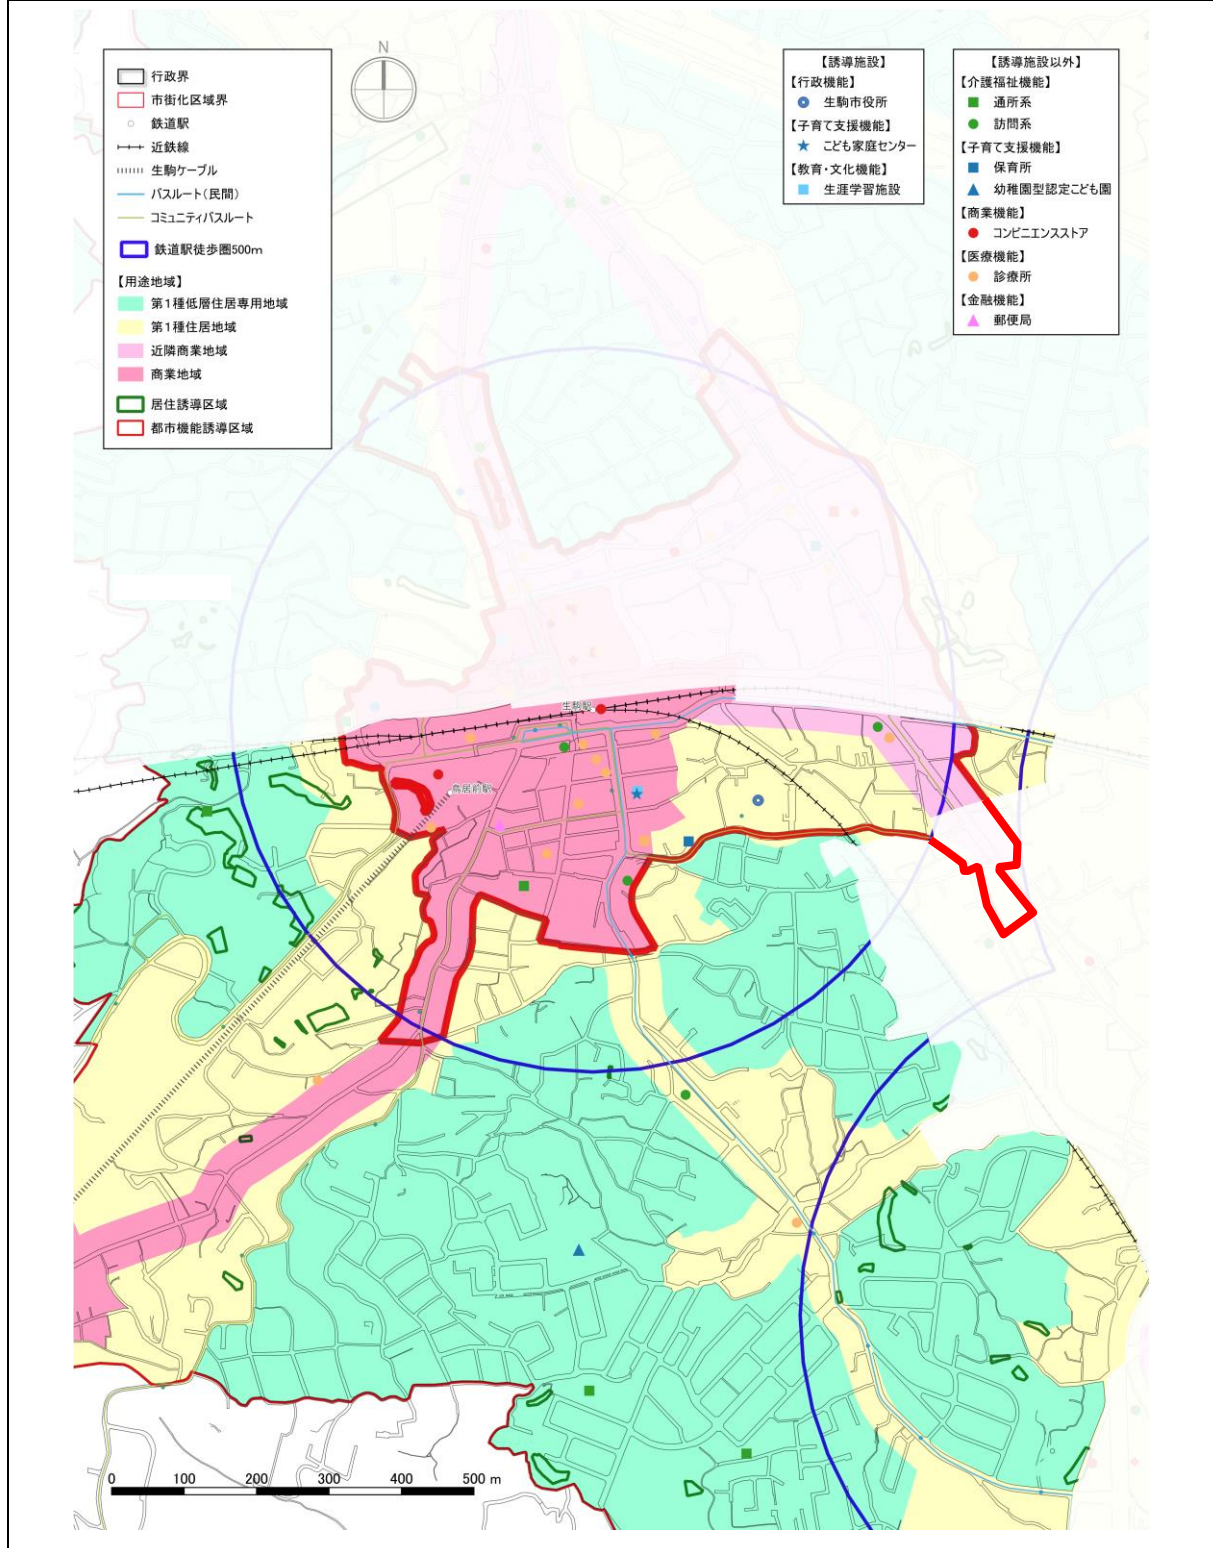 行政界
市街化区域界
鉄道駅
近鉄線
生駒ケーブル
バスルート(民間)
コミュニティバスルート
鉄道駅徒歩圏500m
【用途地域】
第1種低層住居専用地域
第1種住居地域
近隣商業地域
商業地域
居住誘導区域
都市機能誘導区域
N
【誘導施設】
【行政機能】
生駒市役所
【子育て支援機能】
こども家庭センター
【教育・文化機能】
生涯学習施設
【誘導施設以外】
【介護福祉機能】
通所系
訪問系
【子育て支援機能】
保育所
幼稚園型認定こども園
【商業機能】
コンビニエンスストア
【医療機能】
診療所
【金融機能】
郵便局
生駒駅
鳥居前駅
0 100 200 300 400 500 m